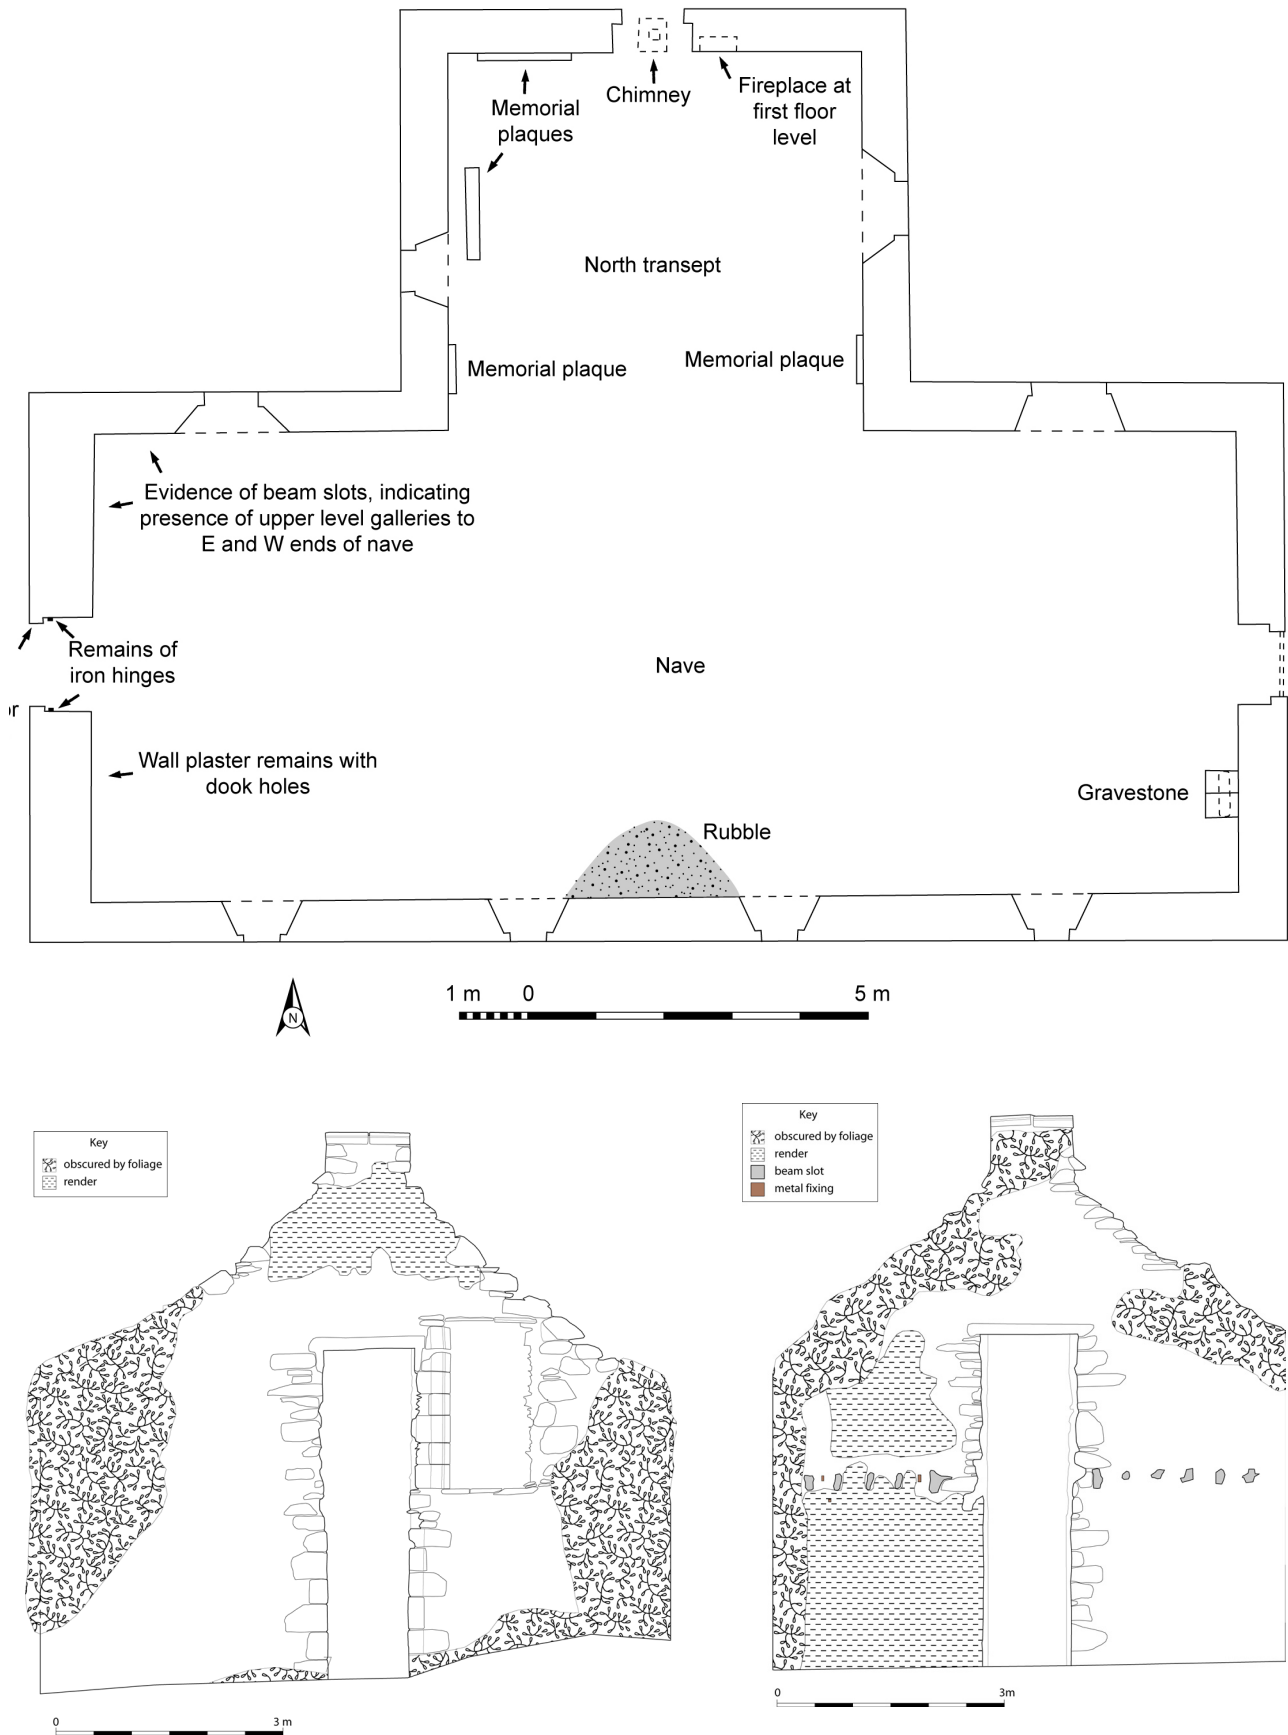 Chimney
Fireplace at
first floor
level
Memorial
plaques
North transept
Memorial plaque
Memorial plaque
Evidence of beam slots, indicating
presence of upper level galleries to
E and W ends of nave
Remains of
iron hinges
Nave
Wall plaster remains with
dook holes
Gravestone
Rubble
N
1 m 0 5 m
Key
obscured by foliage
render
0 3 m
Key
obscured by foliage
render
beam slot
metal fixing
0 3m